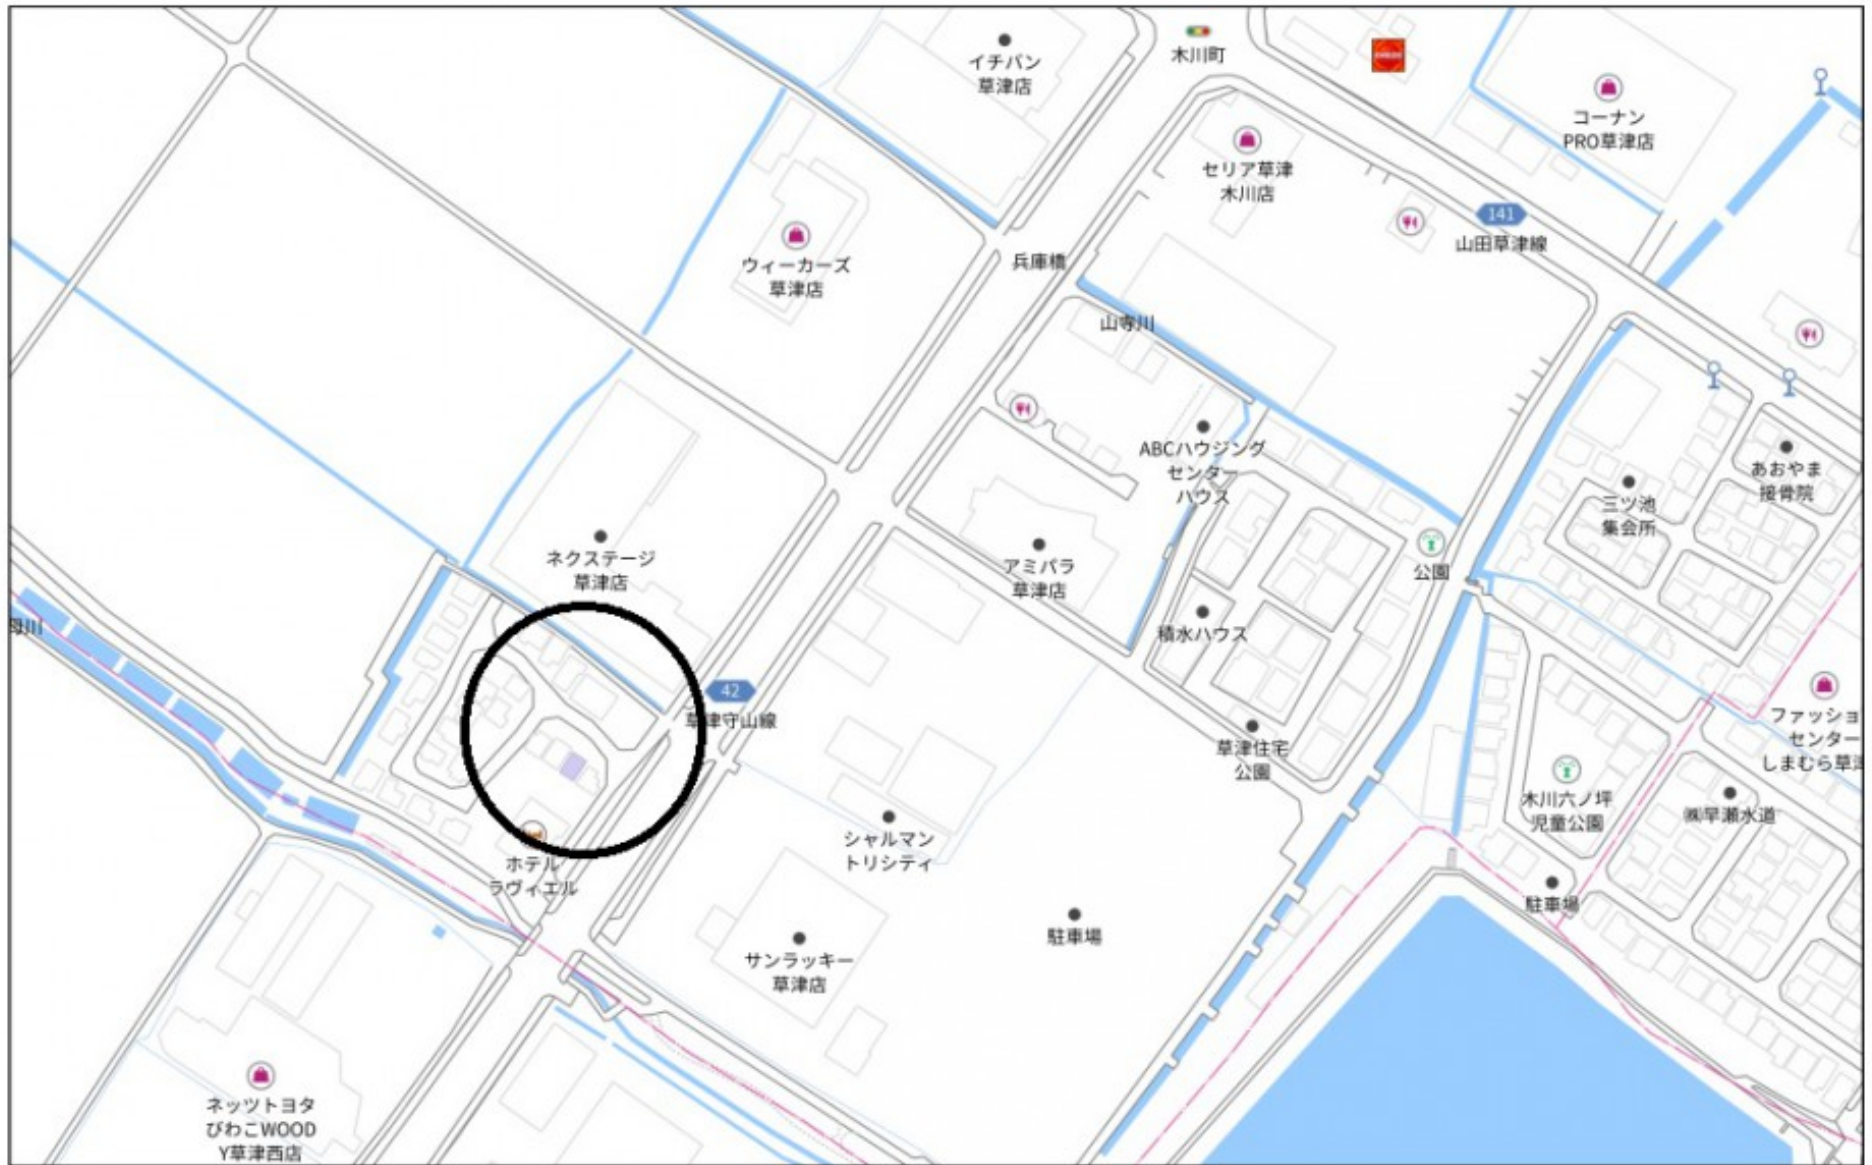 イチバン
草津店
木川町
コーナン
PRO草津店
セリア草津
木川店
141
山田草津線
ウィーカーズ
草津店
兵庫橋
山寺川
ABCハウジング
センター
ハウス
あおやま
接骨院
三ツ池
集会所
ネクステージ
草津店
アミパラ
草津店
公園
積水ハウス
母川
42
草津守山線
草津住宅
公園
ファッショ
センター
しまむら草津
木川六ノ坪
児童公園
㈱早瀬水道
シャルマン
トリシティ
ホテル
ラヴィエル
駐車場
駐車場
サンラッキー
草津店
ネッツトヨタ
びわこWOOD
Y草津西店